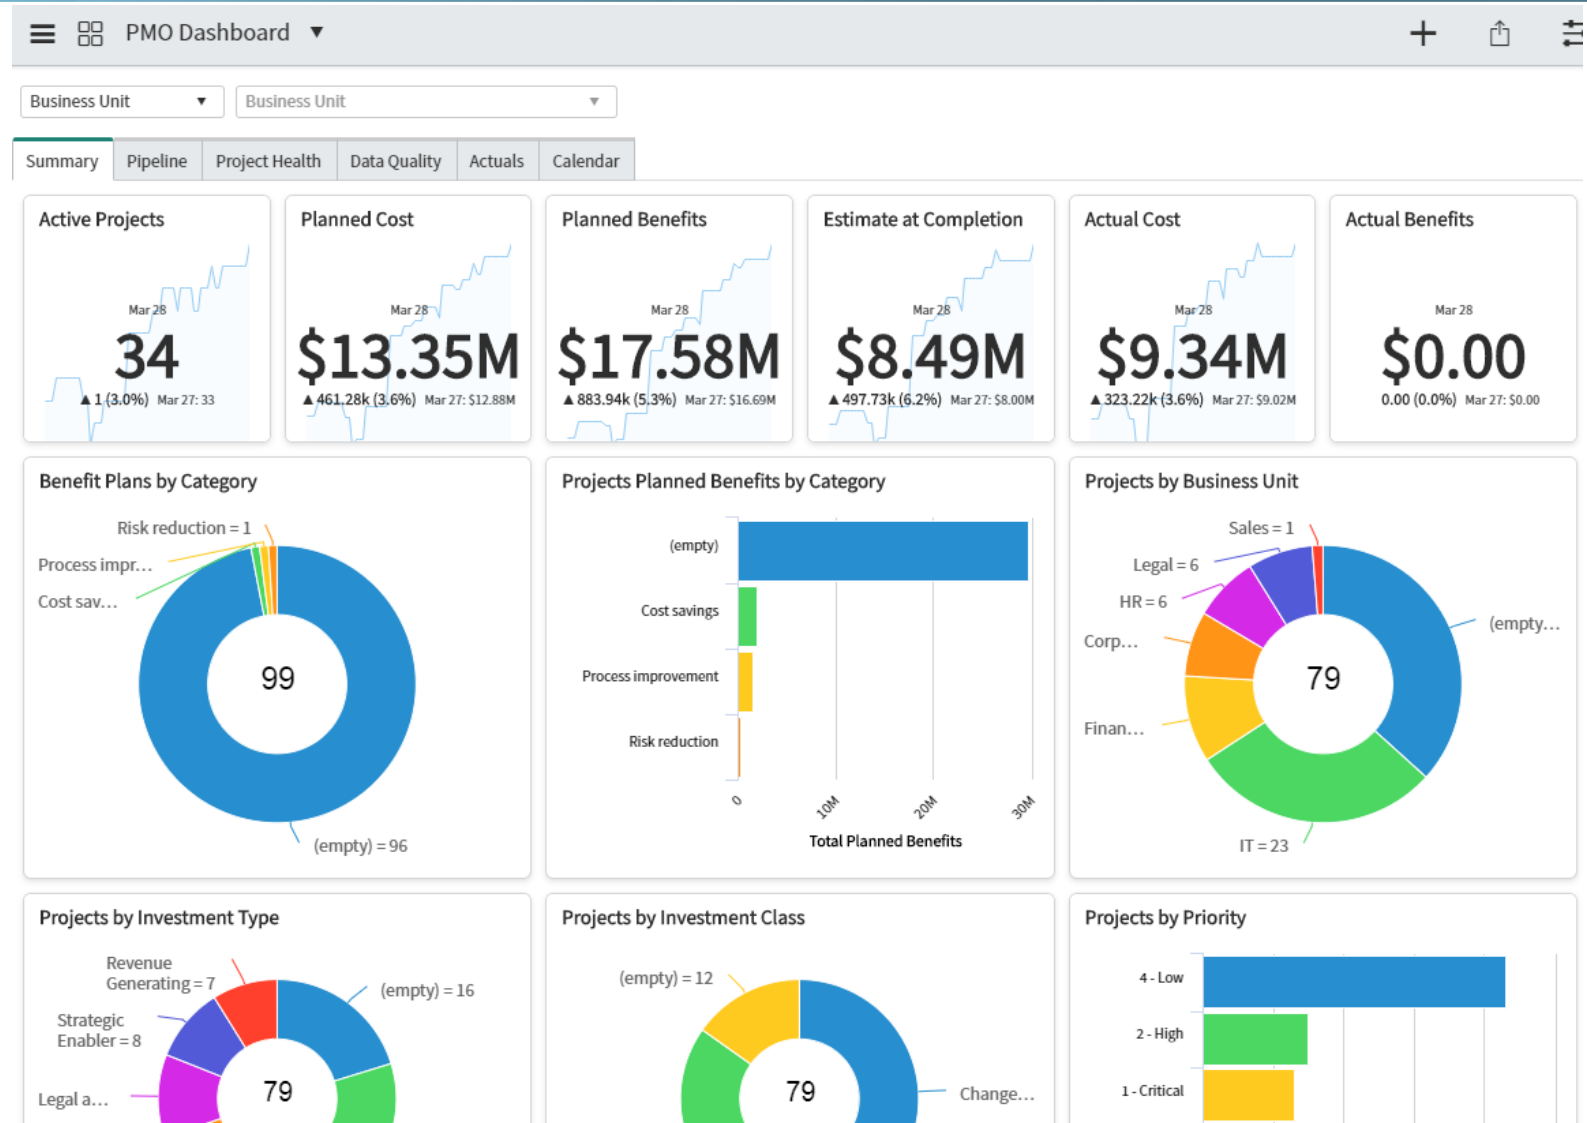 PMO Dashboard
Business Unit
Business Unit
Summary
Pipeline
Project Health
Data Quality
Actuals
Calendar
Active Projects
Mar 28
34
▲ 1 (3.0%) Mar 27: 33
Planned Cost
Mar 28
$13.35M
▲ 461.28k (3.6%) Mar 27: $12.88M
Planned Benefits
Mar 28
$17.58M
▲ 883.94k (5.3%) Mar 27: $16.69M
Estimate at Completion
Mar 28
$8.49M
▲ 497.73k (6.2%) Mar 27: $8.00M
Actual Cost
Mar 28
$9.34M
▲ 323.22k (3.6%) Mar 27: $9.02M
Actual Benefits
Mar 28
$0.00
0.00 (0.0%) Mar 27: $0.00
Benefit Plans by Category
Risk reduction = 1
Process impr...
Cost sav...
99
(empty) = 96
Projects Planned Benefits by Category
(empty)
Cost savings
Process improvement
Risk reduction
0
10M
20M
30M
Total Planned Benefits
Projects by Business Unit
Sales = 1
Legal = 6
HR = 6
Corp...
Finan...
(empty...
79
IT = 23
Projects by Investment Type
Revenue
Generating = 7
(empty) = 16
Strategic
Enabler = 8
Legal a...
79
Projects by Investment Class
(empty) = 12
79
Change...
Projects by Priority
4 - Low
2 - High
1 - Critical